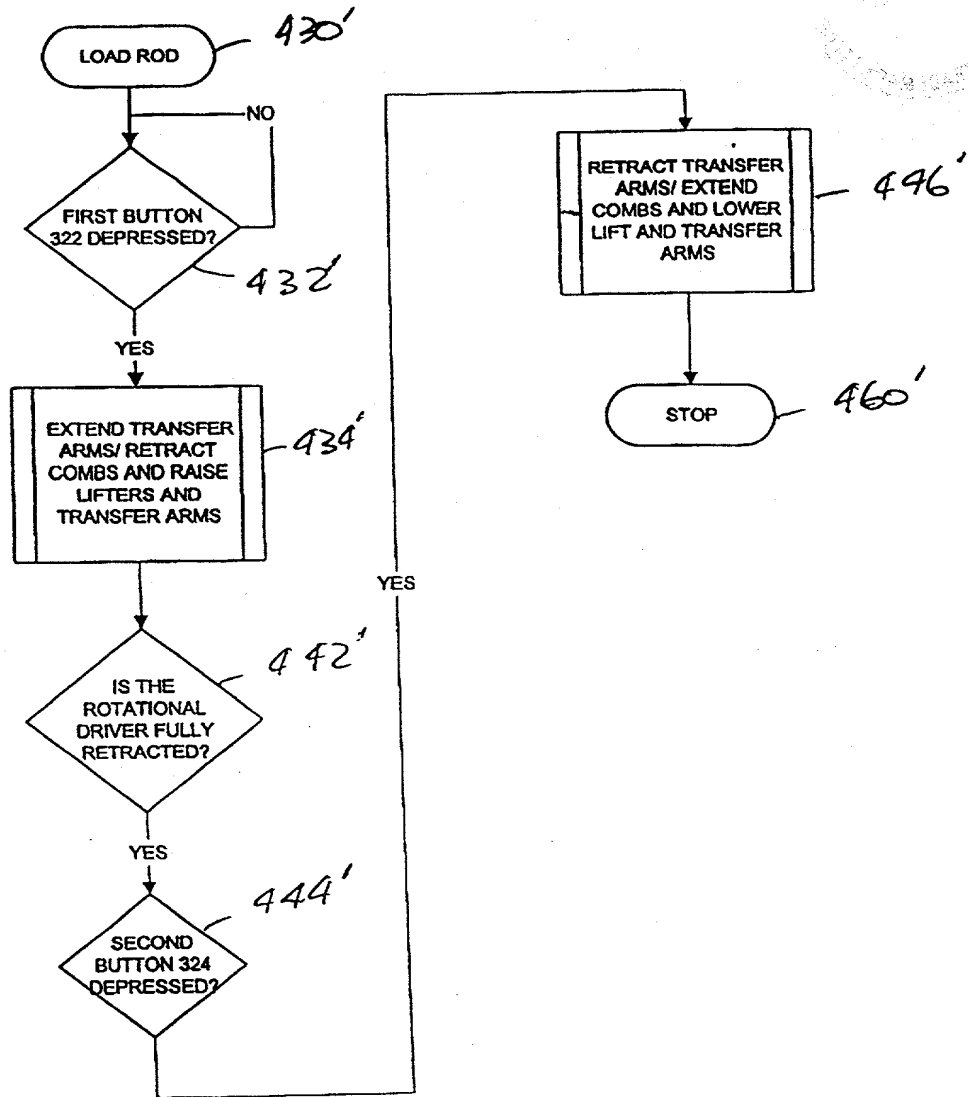 LOAD ROD
430'
NO
FIRST BUTTON
322 DEPRESSED?
432'
YES
EXTEND TRANSFER
ARMS/ RETRACT
COMBS AND RAISE
LIFTERS AND
TRANSFER ARMS
434'
IS THE
ROTATIONAL
DRIVER FULLY
RETRACTED?
442'
YES
SECOND
BUTTON 324
DEPRESSED?
444'
YES
RETRACT TRANSFER
ARMS/ EXTEND
COMBS AND LOWER
LIFT AND TRANSFER
ARMS
446'
STOP
460'